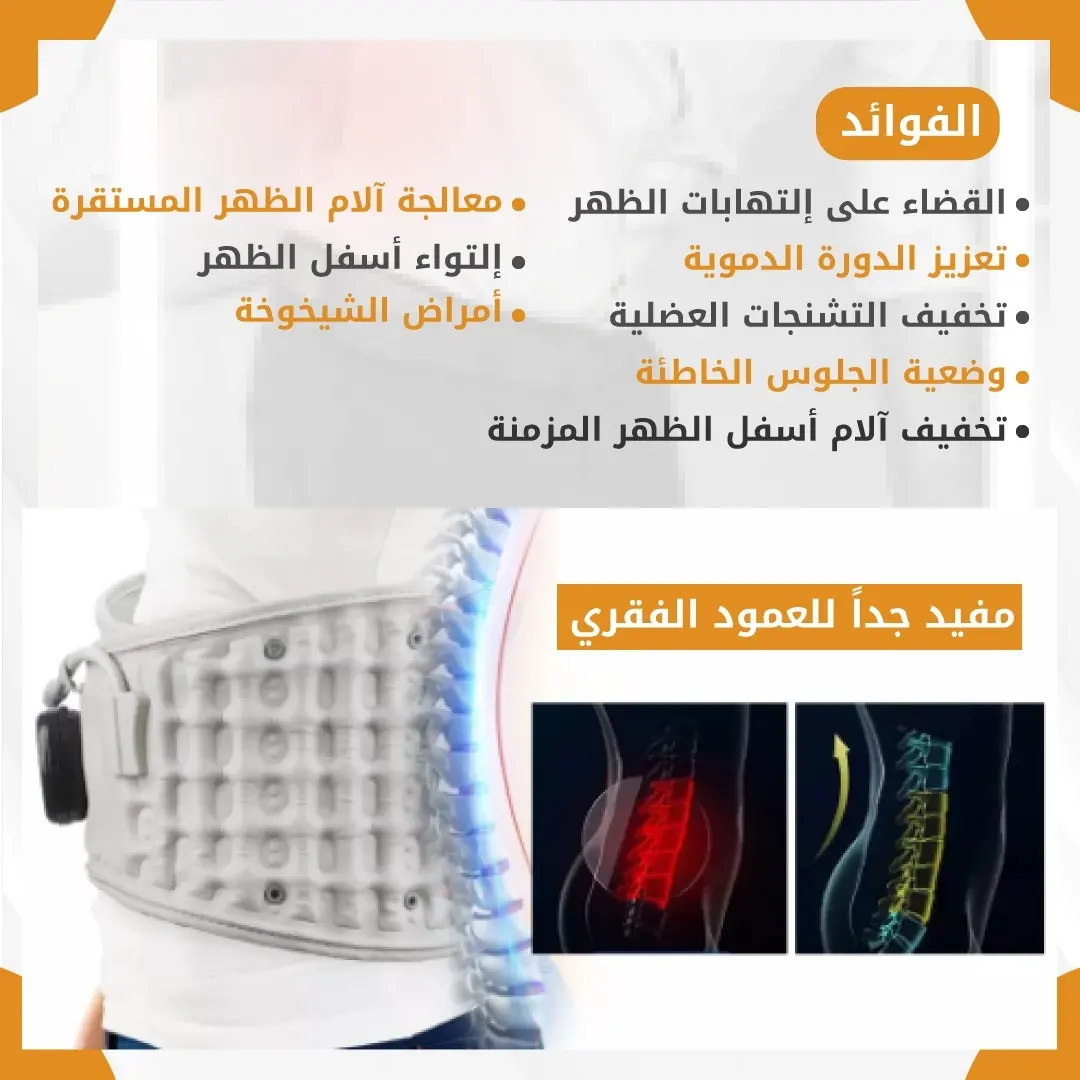 الفوائد
• القضاء على إلتهابات الظهر
• تعزيز الدورة الدموية
• تخفيف التشنجات العضلية
• وضعية الجلوس الخاطئة
• تخفيف آلام أسفل الظهر المزمنة
• معالجة آلام الظهر المستقرة
• إلتواء أسفل الظهر
• أمراض الشيخوخة
مفيد جداً للعمود الفقري